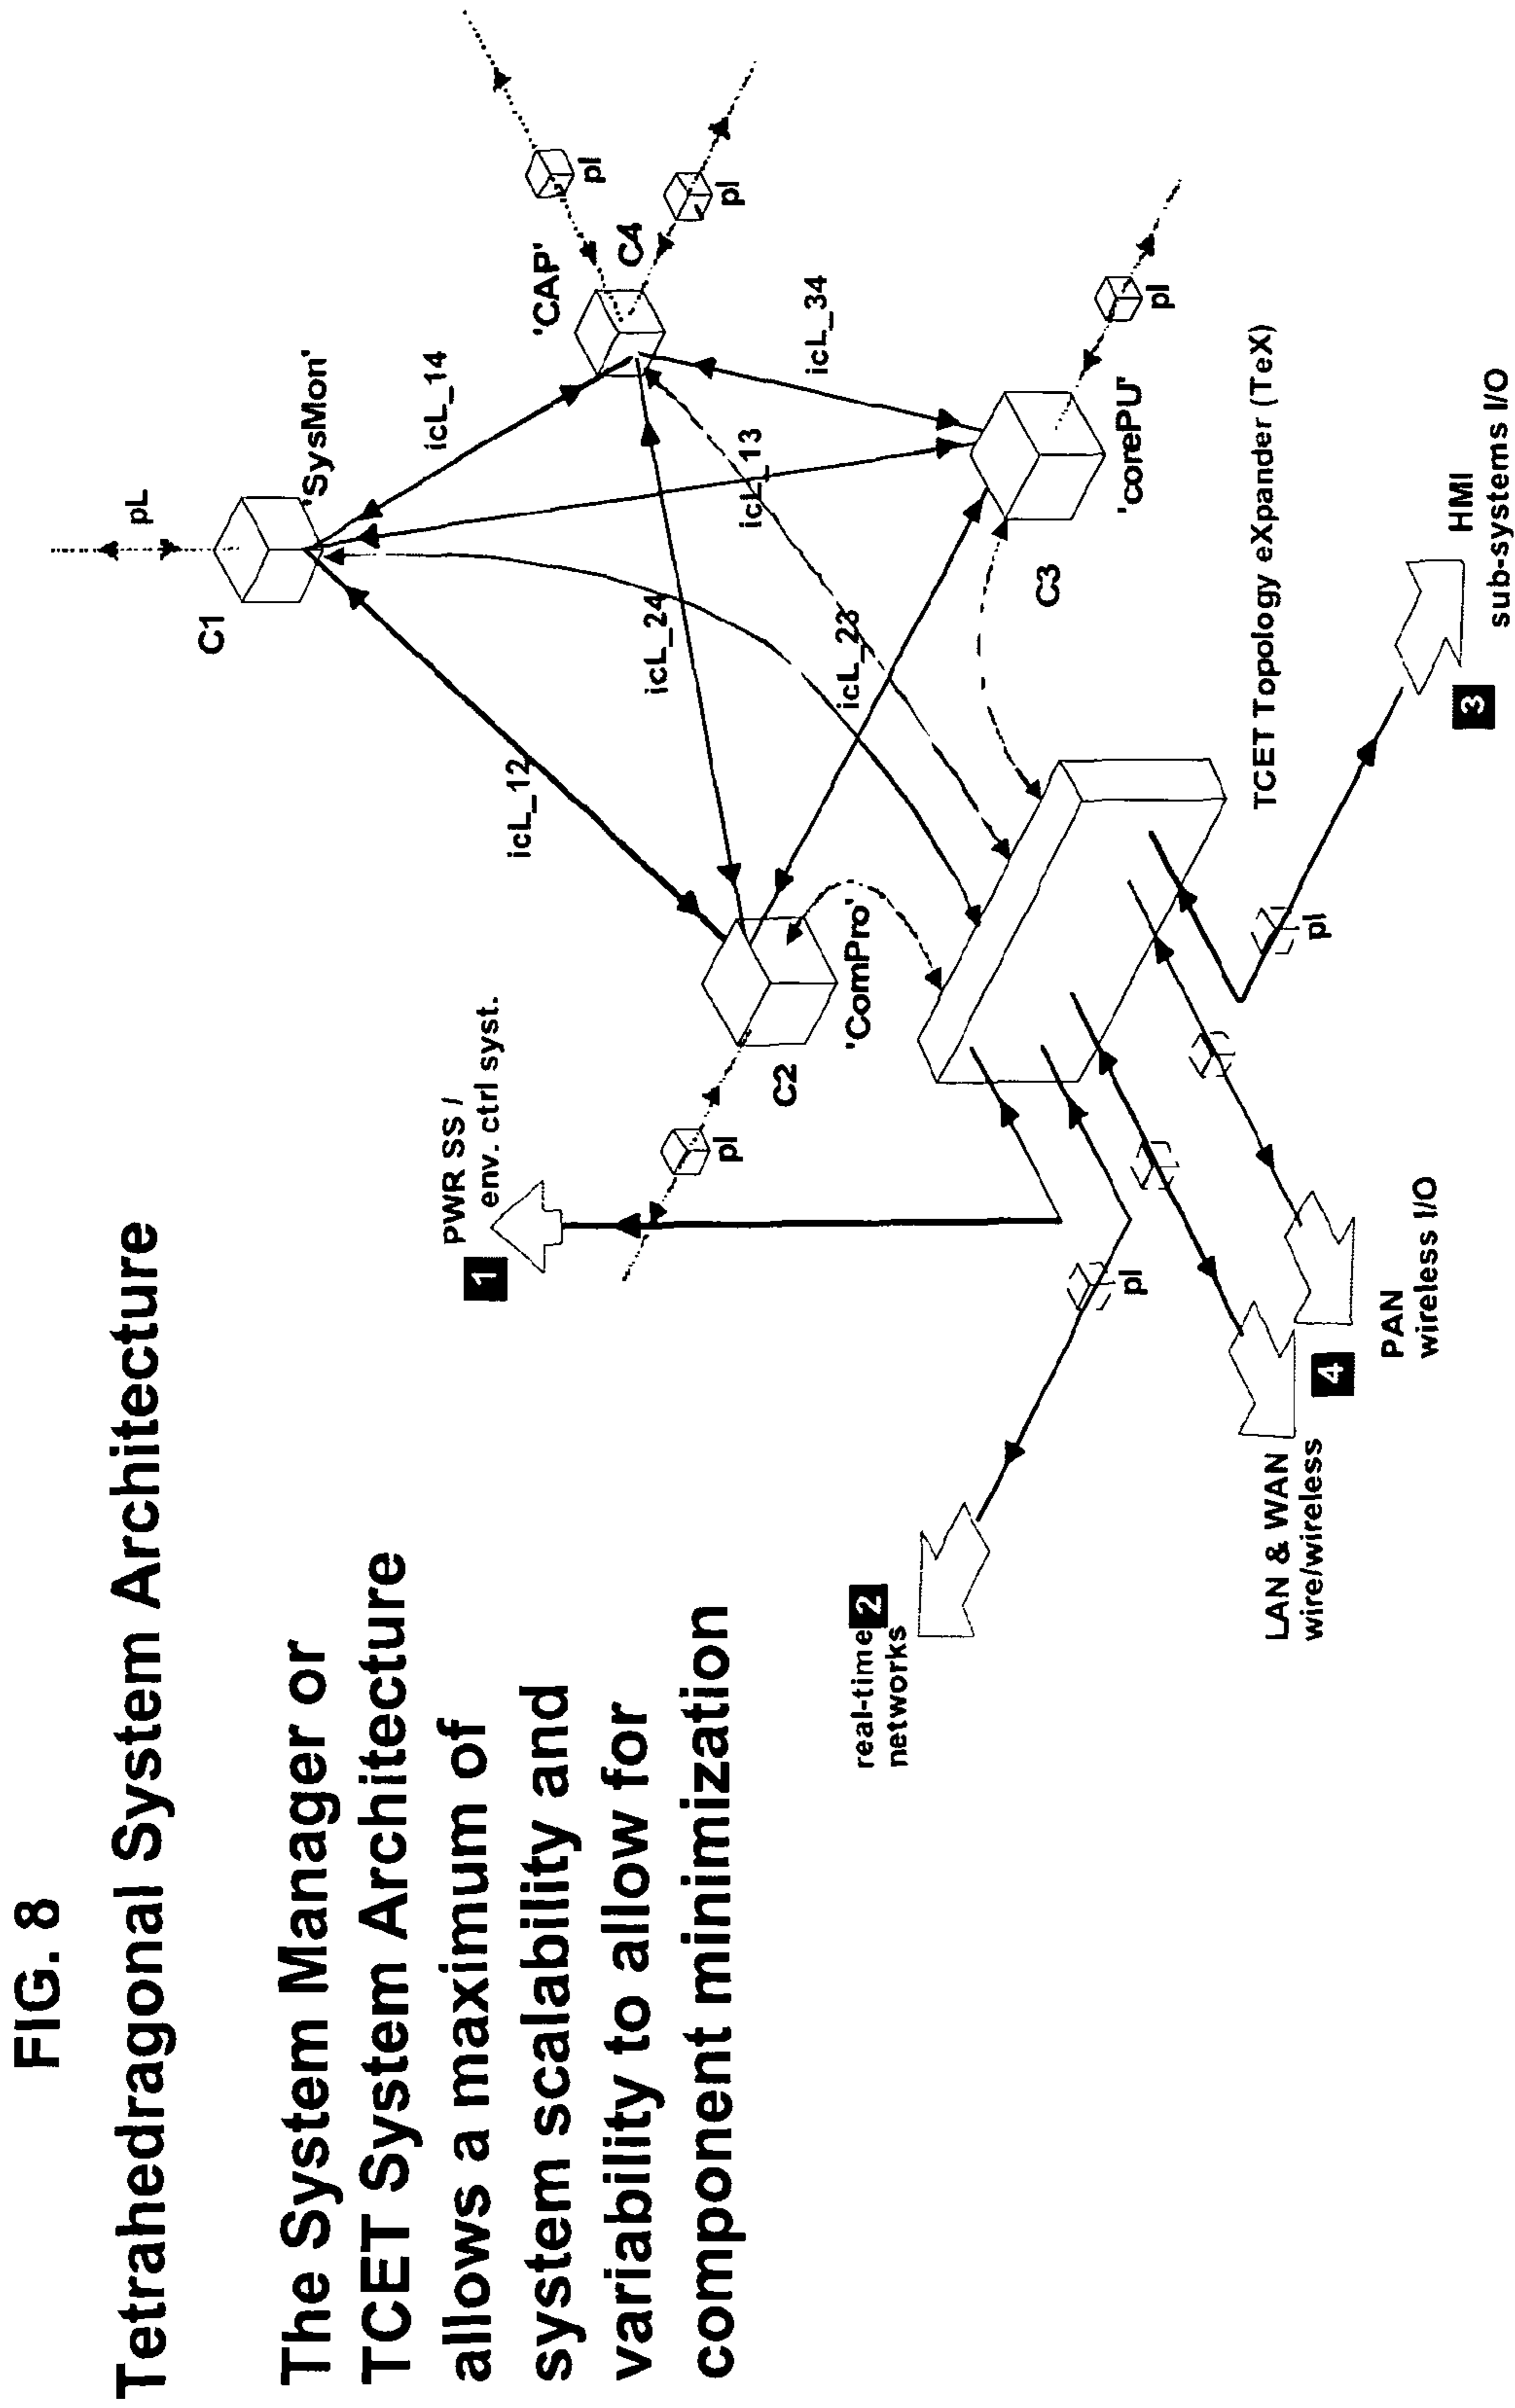 FIG. 8
Tetrahedragonal System Architecture
The System Manager or
TCET System Architecture
allows a maximum of
system scalability and
variability to allow for
component minimization
pL
C1
'SysMon'
icL_14
'CAP'
C4
pl
pl
icL_12
icL_24
icL_13
icL_34
icL_23
1
PWR SS /
env. ctrl syst.
pl
C2
'ComPro'
C3
'corePU'
pl
real-time
networks
2
pl
TCET Topology eXpander (TeX)
LAN & WAN
wire/wireless
4
PAN
wireless I/O
pl
3
HMI
sub-systems I/O